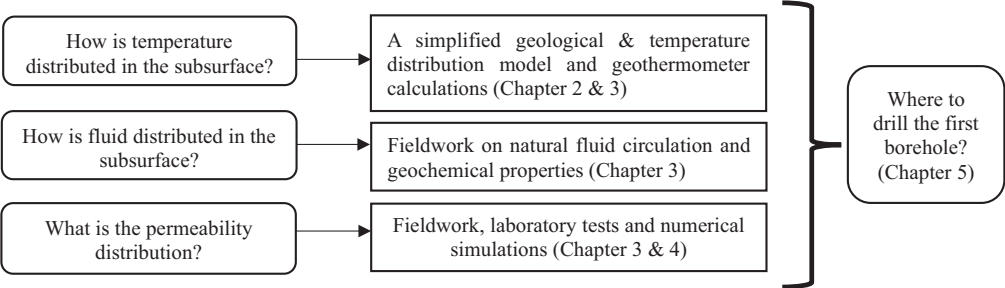 How is temperature
distributed in the subsurface?
A simplified geological & temperature
distribution model and geothermometer
calculations (Chapter 2 & 3)
How is fluid distributed in the
subsurface?
Fieldwork on natural fluid circulation and
geochemical properties (Chapter 3)
What is the permeability
distribution?
Fieldwork, laboratory tests and numerical
simulations (Chapter 3 & 4)
Where to
drill the first
borehole?
(Chapter 5)